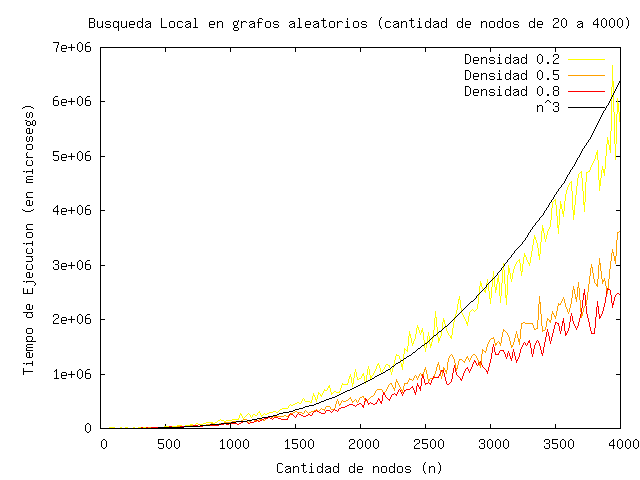 Busqueda Local en grafos aleatorios (cantidad de nodos de 20 a 4000)
Densidad 0.2
Densidad 0.5
Densidad 0.8
n^3
7e+06
6e+06
5e+06
4e+06
3e+06
2e+06
1e+06
0
Tiempo de Ejecucion (en microsegs)
0 500 1000 1500 2000 2500 3000 3500 4000
Cantidad de nodos (n)